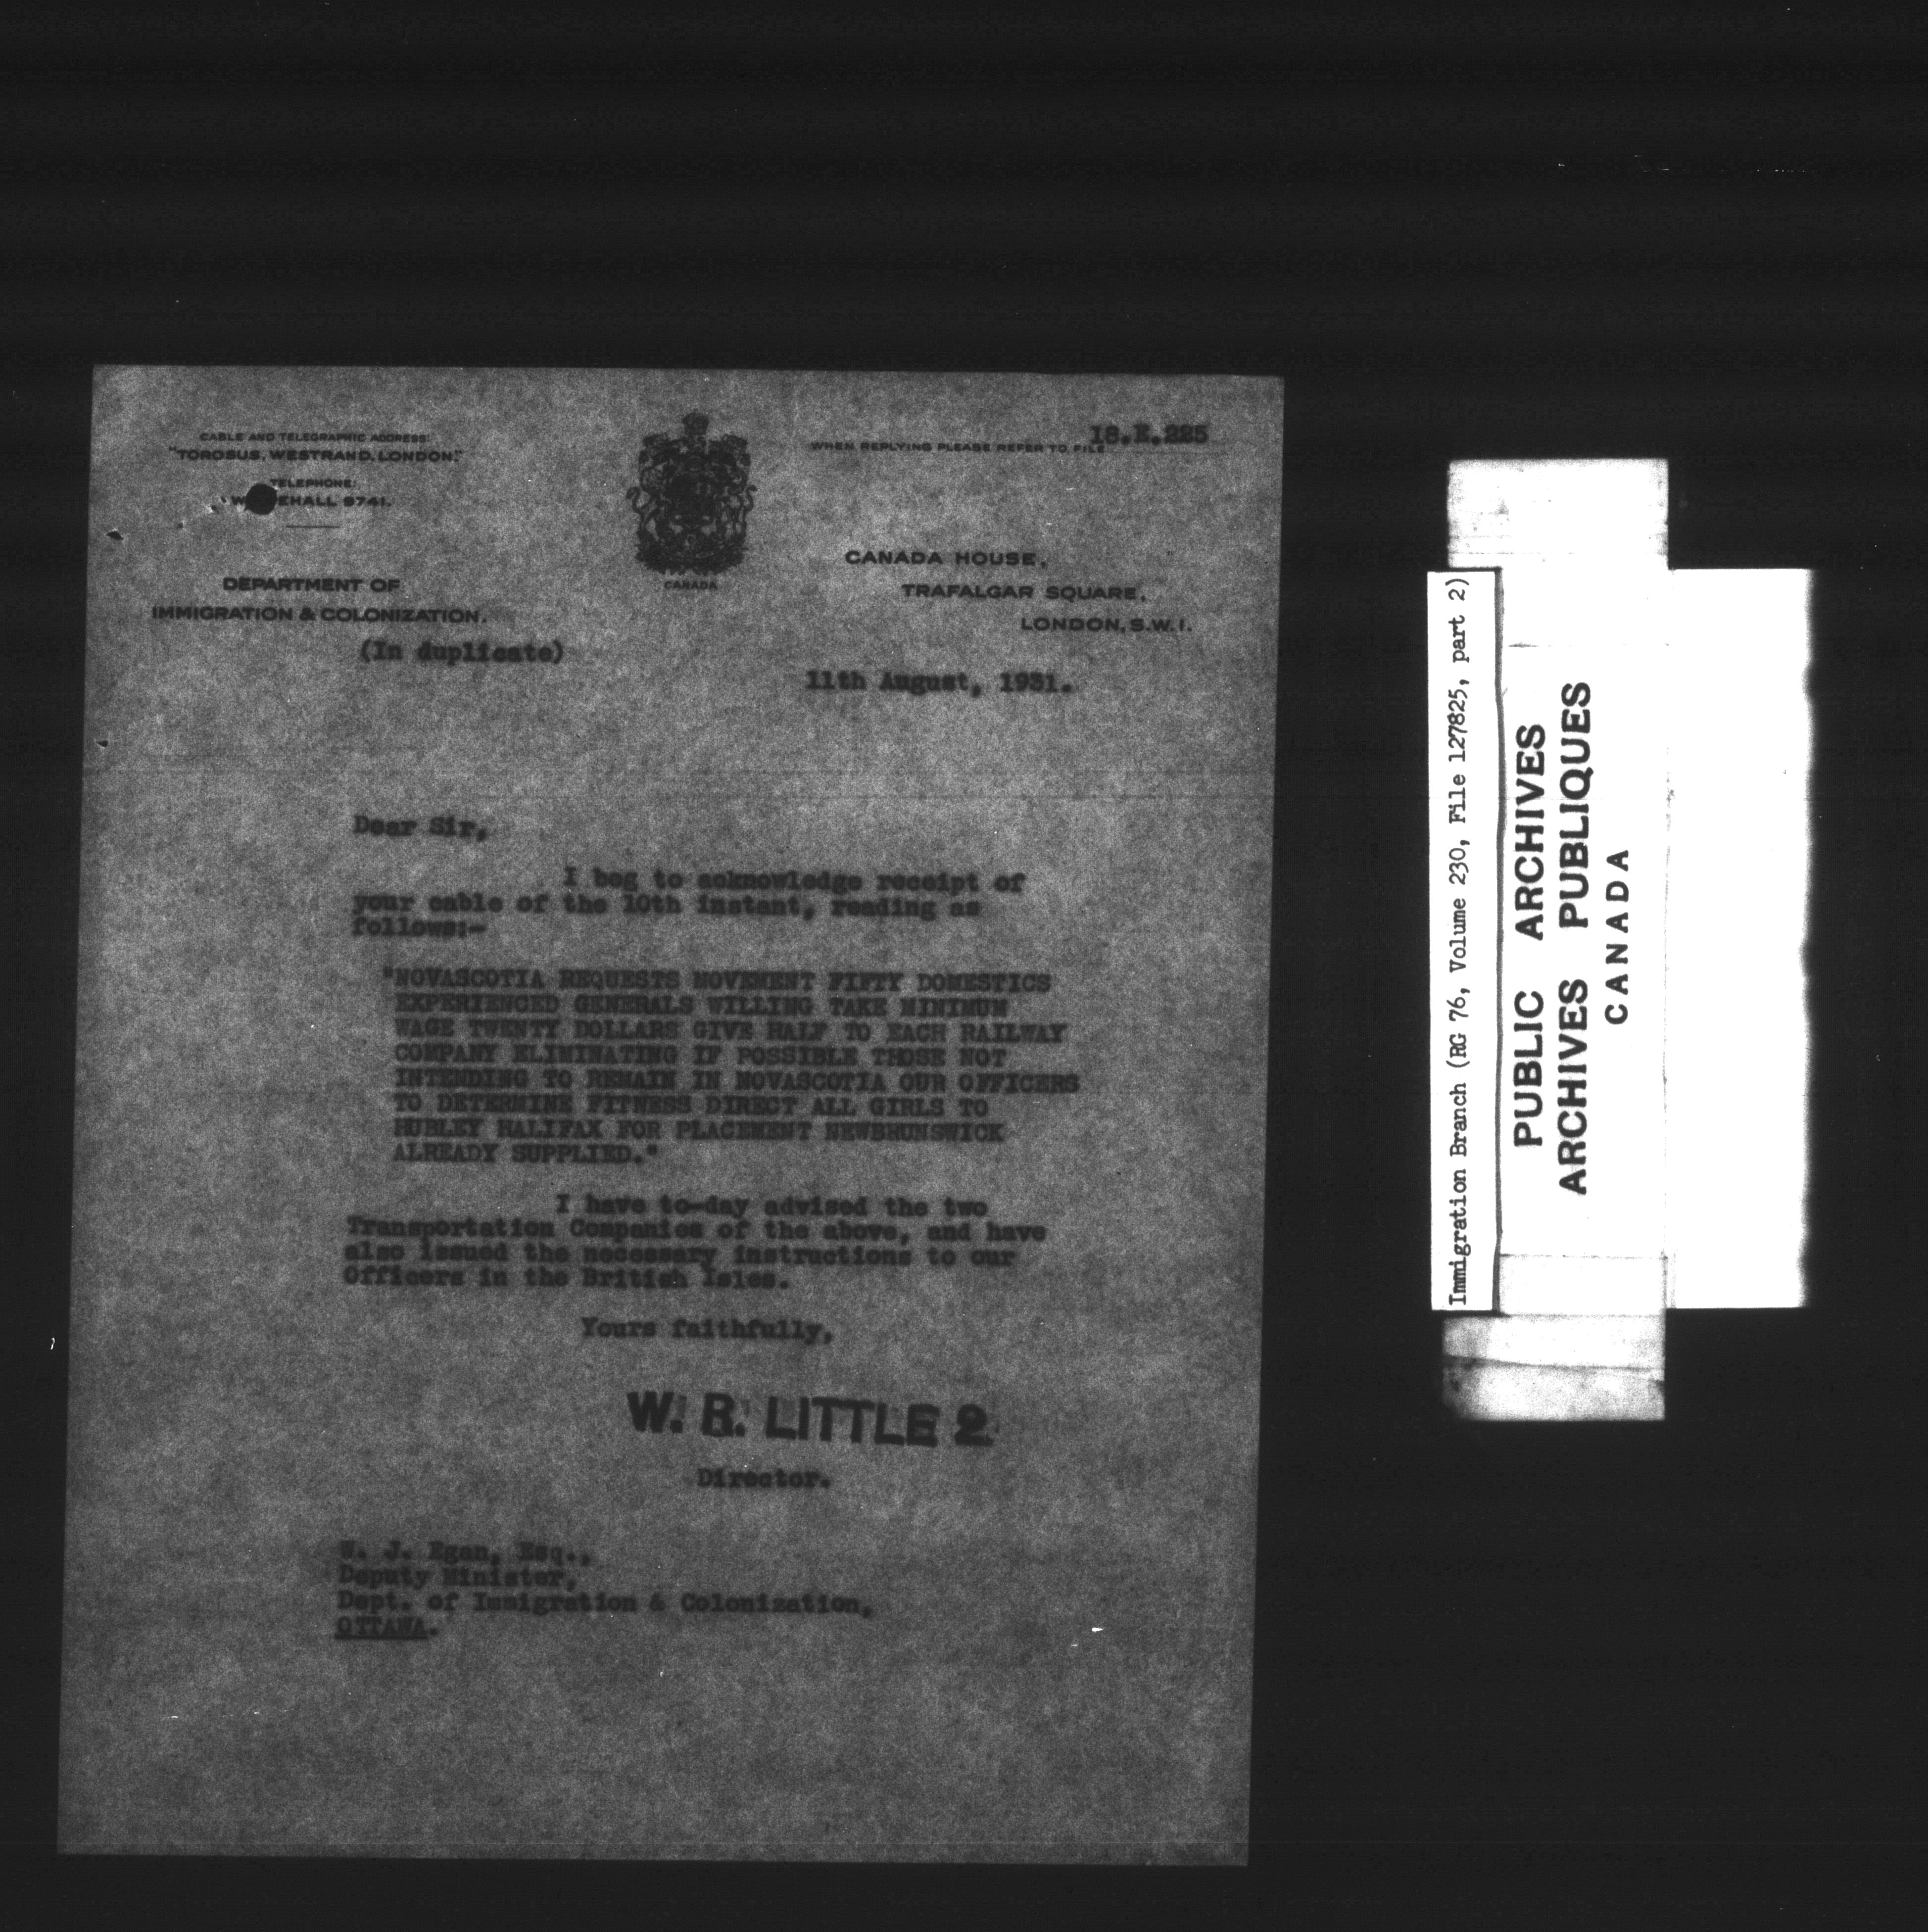 CABLE AND TELEGRAPHIC ADDRESS:
"TOROSUS, WESTRAND, LONDON."
TELEPHONE:
W EHALL 9741.
DEPARTMENT OF
IMMIGRATION & COLONIZATION.
(In duplicate)
CANADA
WHEN REPLYING PLEASE REFER TO FILE 18.E.225
CANADA HOUSE,
TRAFALGAR SQUARE,
LONDON, S.W.1.
11th August, 1931.
Dear Sir,
I beg to acknowledge receipt of
your cable of the 10th instant, reading as
follows:-
"NOVASCOTIA REQUESTS MOVEMENT FIFTY DOMESTICS
EXPERIENCED GENERALS WILLING TAKE MINIMUM
WAGE TWENTY DOLLARS GIVE HALF TO EACH RAILWAY
COMPANY ELIMINATING IF POSSIBLE THOSE NOT
INTENDING TO REMAIN IN NOVASCOTIA OUR OFFICERS
TO DETERMINE FITNESS DIRECT ALL GIRLS TO
HUBLEY HALIFAX FOR PLACEMENT NEWBRUNSWICK
ALREADY SUPPLIED."
I have to-day advised the two
Transportation Companies of the above, and have
also issued the necessary instructions to our
Officers in the British Isles.
Yours faithfully,
W. R. LITTLE 2
Director.
W. J. Egan, Esq.,
Deputy Minister,
Dept. of Immigration & Colonization,
OTTAWA.
Immigration Branch (RG 76, Volume 230, File 127825, part 2)
PUBLIC ARCHIVES
ARCHIVES PUBLIQUES
CANADA